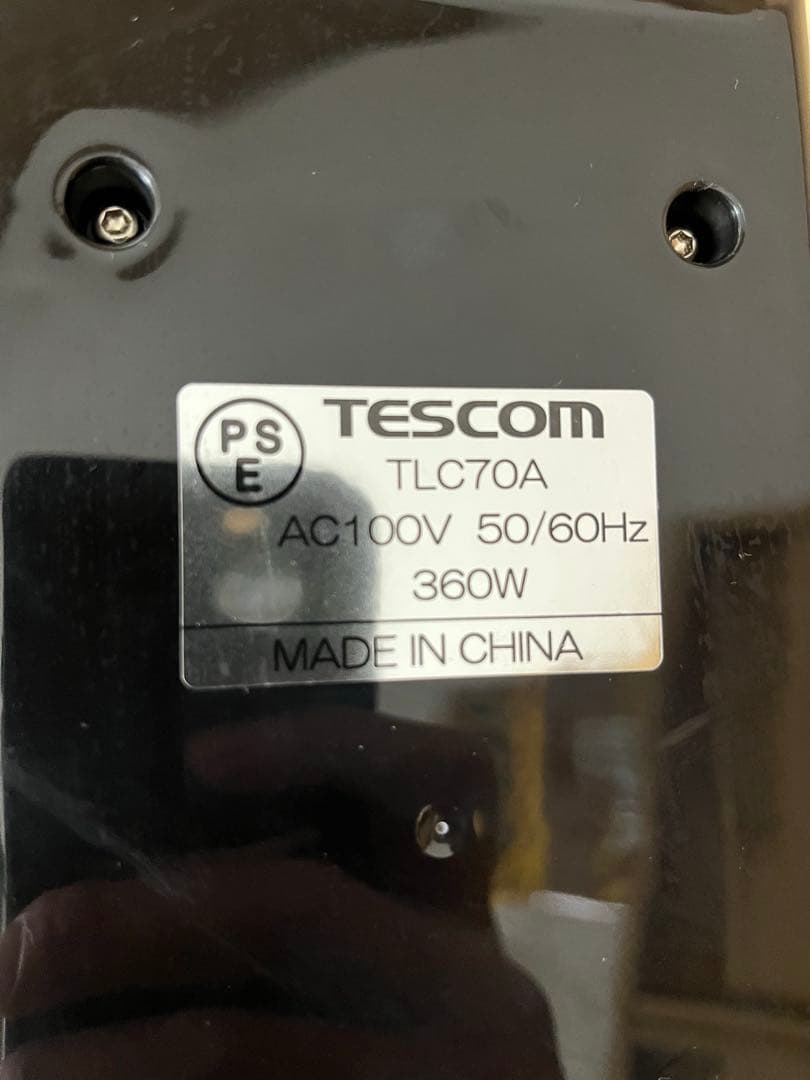 PS
E
TESCOM
TLC70A
AC100V 50/60Hz
360W
MADE IN CHINA